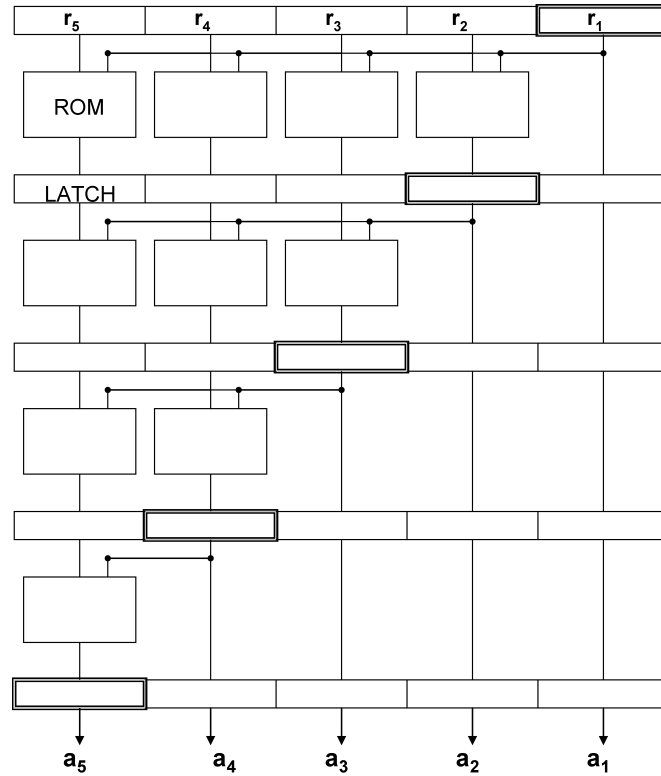 r₅ r₄ r₃ r₂ r₁
ROM
LATCH
a₅ a₄ a₃ a₂ a₁